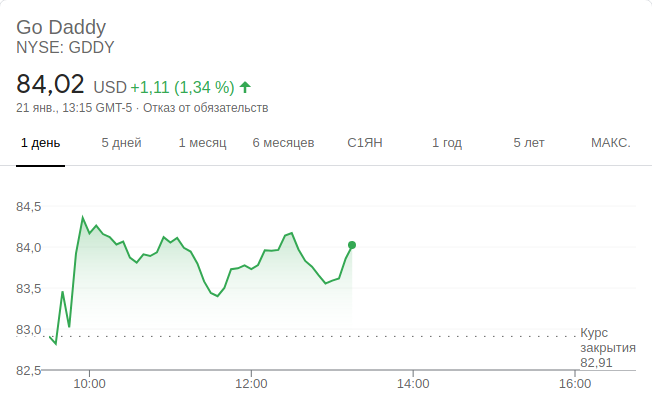 Go Daddy
NYSE: GDDY
84,02 USD +1,11 (1,34 %)
21 янв., 13:15 GMT-5 · Отказ от обязательств
1 день 5 дней 1 месяц 6 месяцев С1ЯН 1 год 5 лет МАКС.
84,5
84,0
83,5
83,0
Курс
закрытия
82,91
82,5
10:00 12:00 14:00 16:00